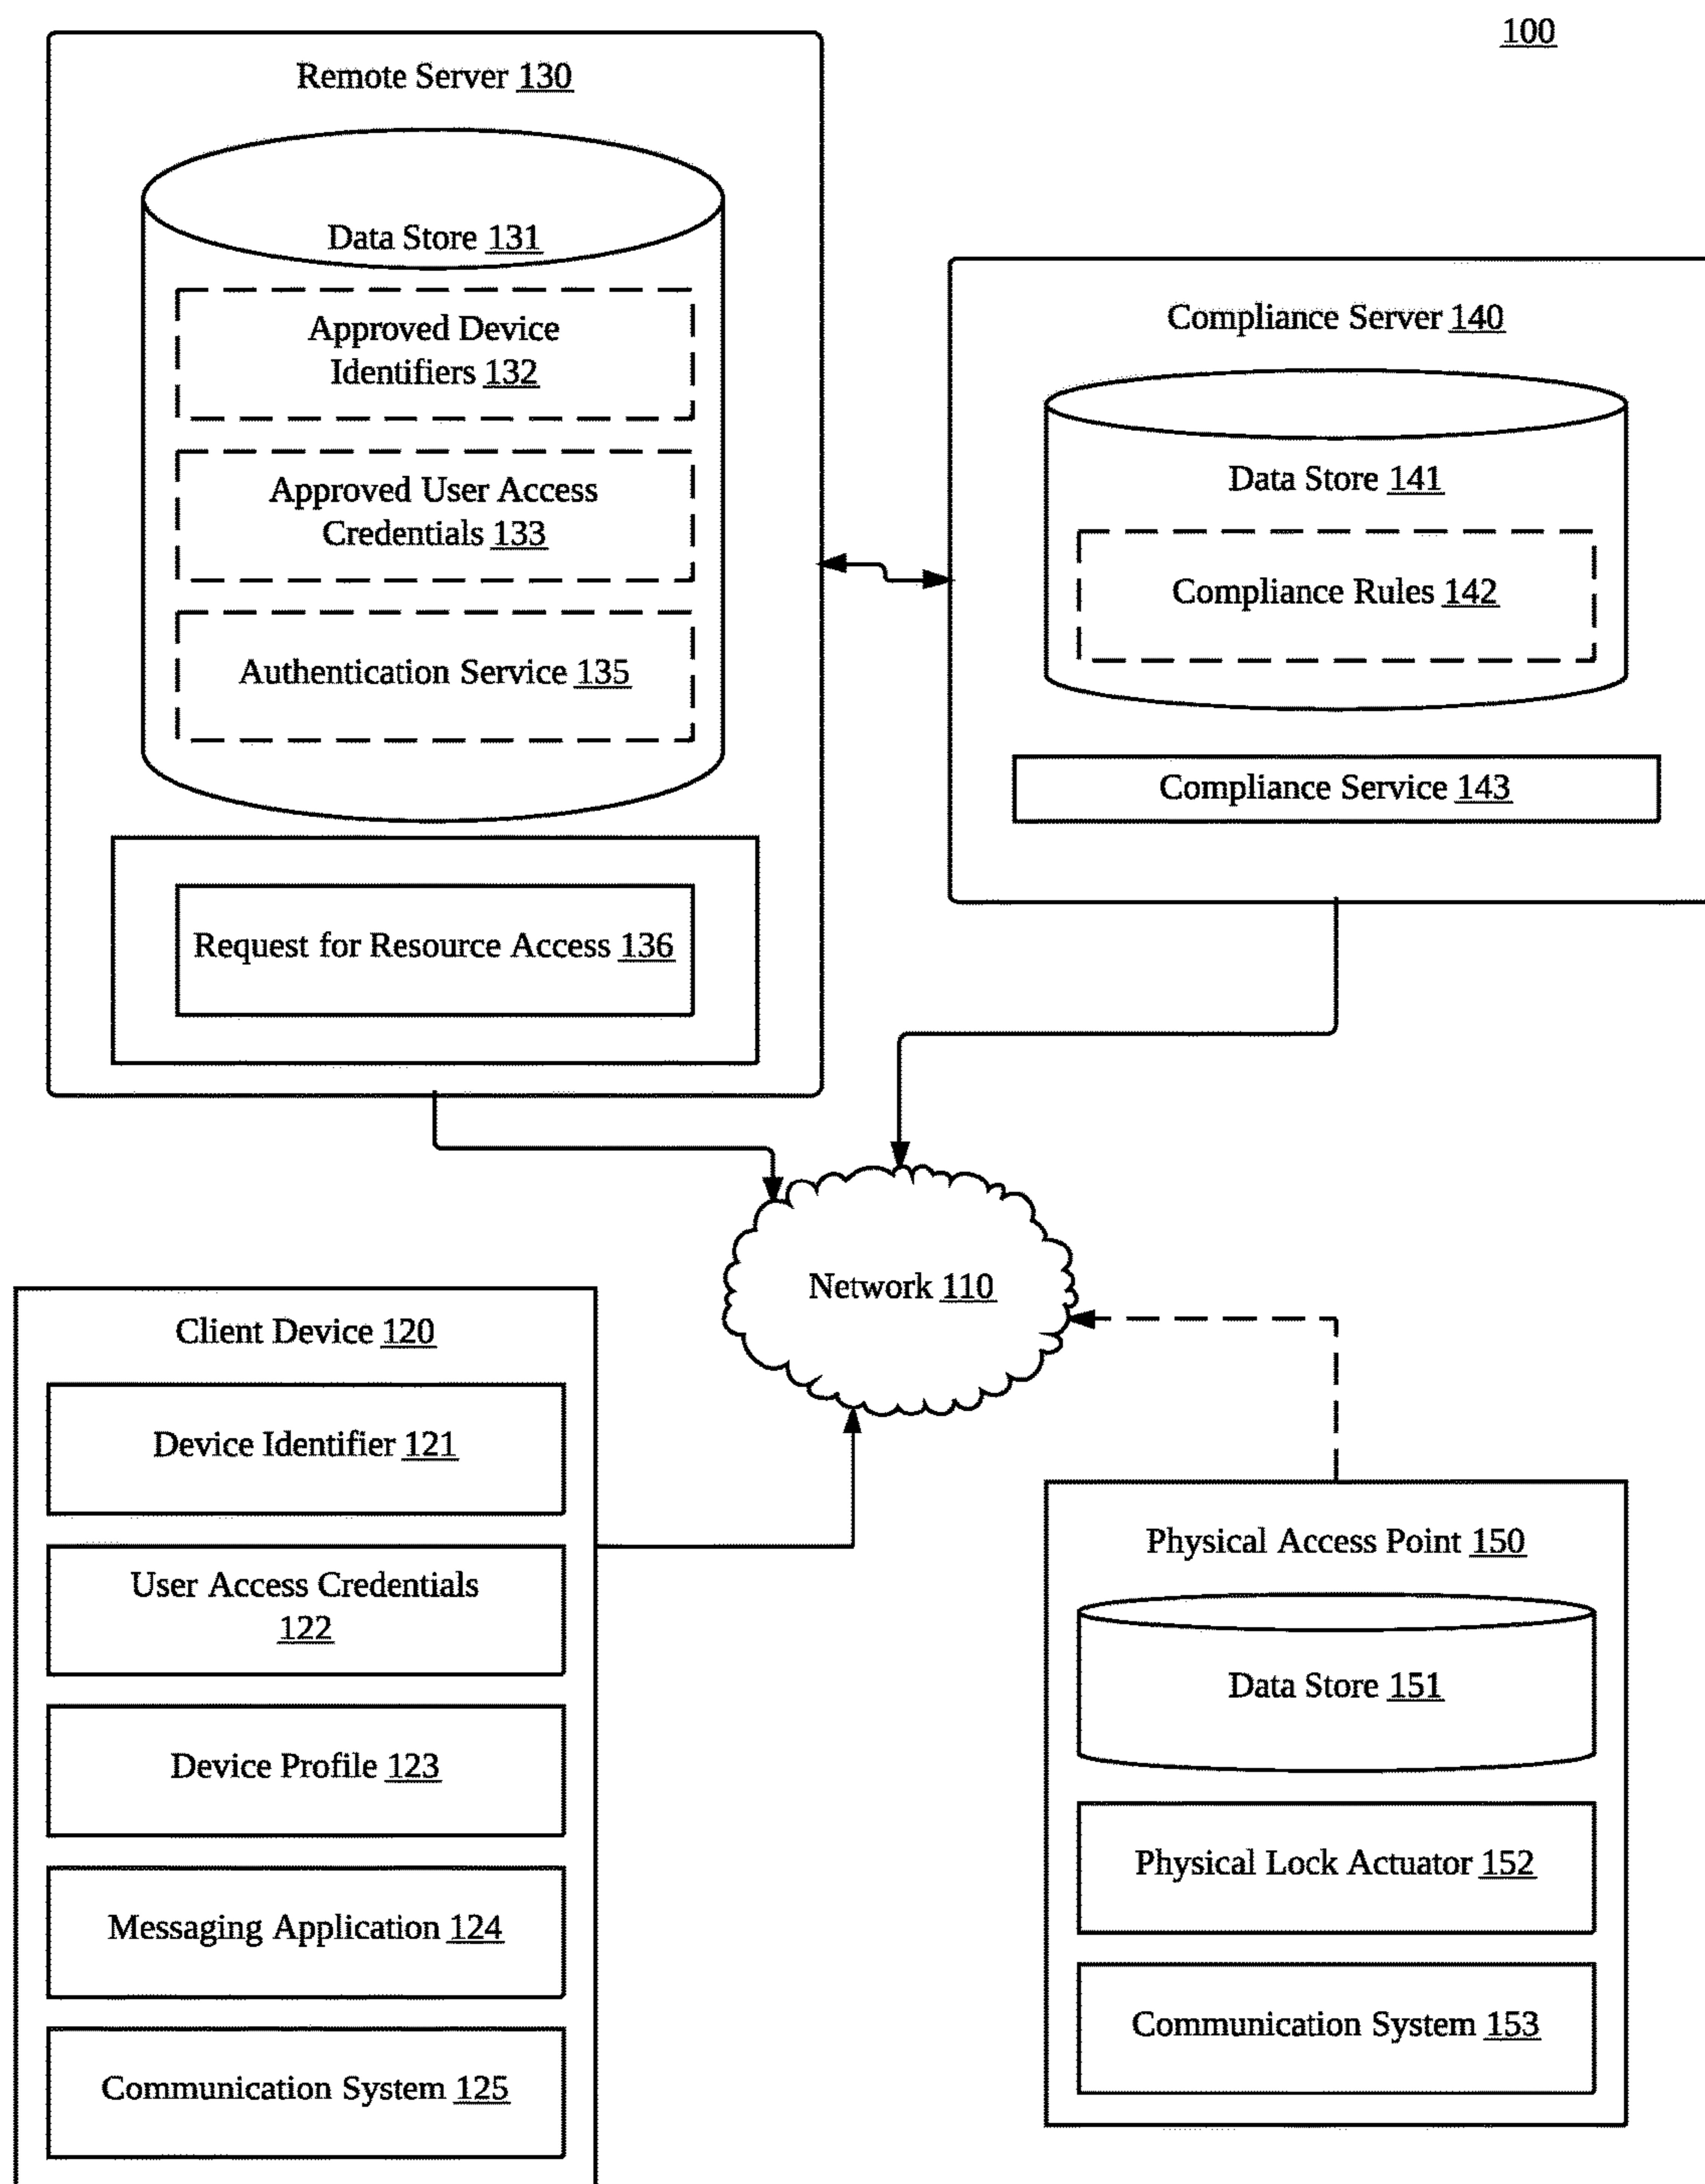 100
Remote Server 130
Data Store 131
Approved Device
Identifiers 132
Approved User Access
Credentials 133
Authentication Service 135
Request for Resource Access 136
Compliance Server 140
Data Store 141
Compliance Rules 142
Compliance Service 143
Network 110
Client Device 120
Device Identifier 121
User Access Credentials
122
Device Profile 123
Messaging Application 124
Communication System 125
Physical Access Point 150
Data Store 151
Physical Lock Actuator 152
Communication System 153